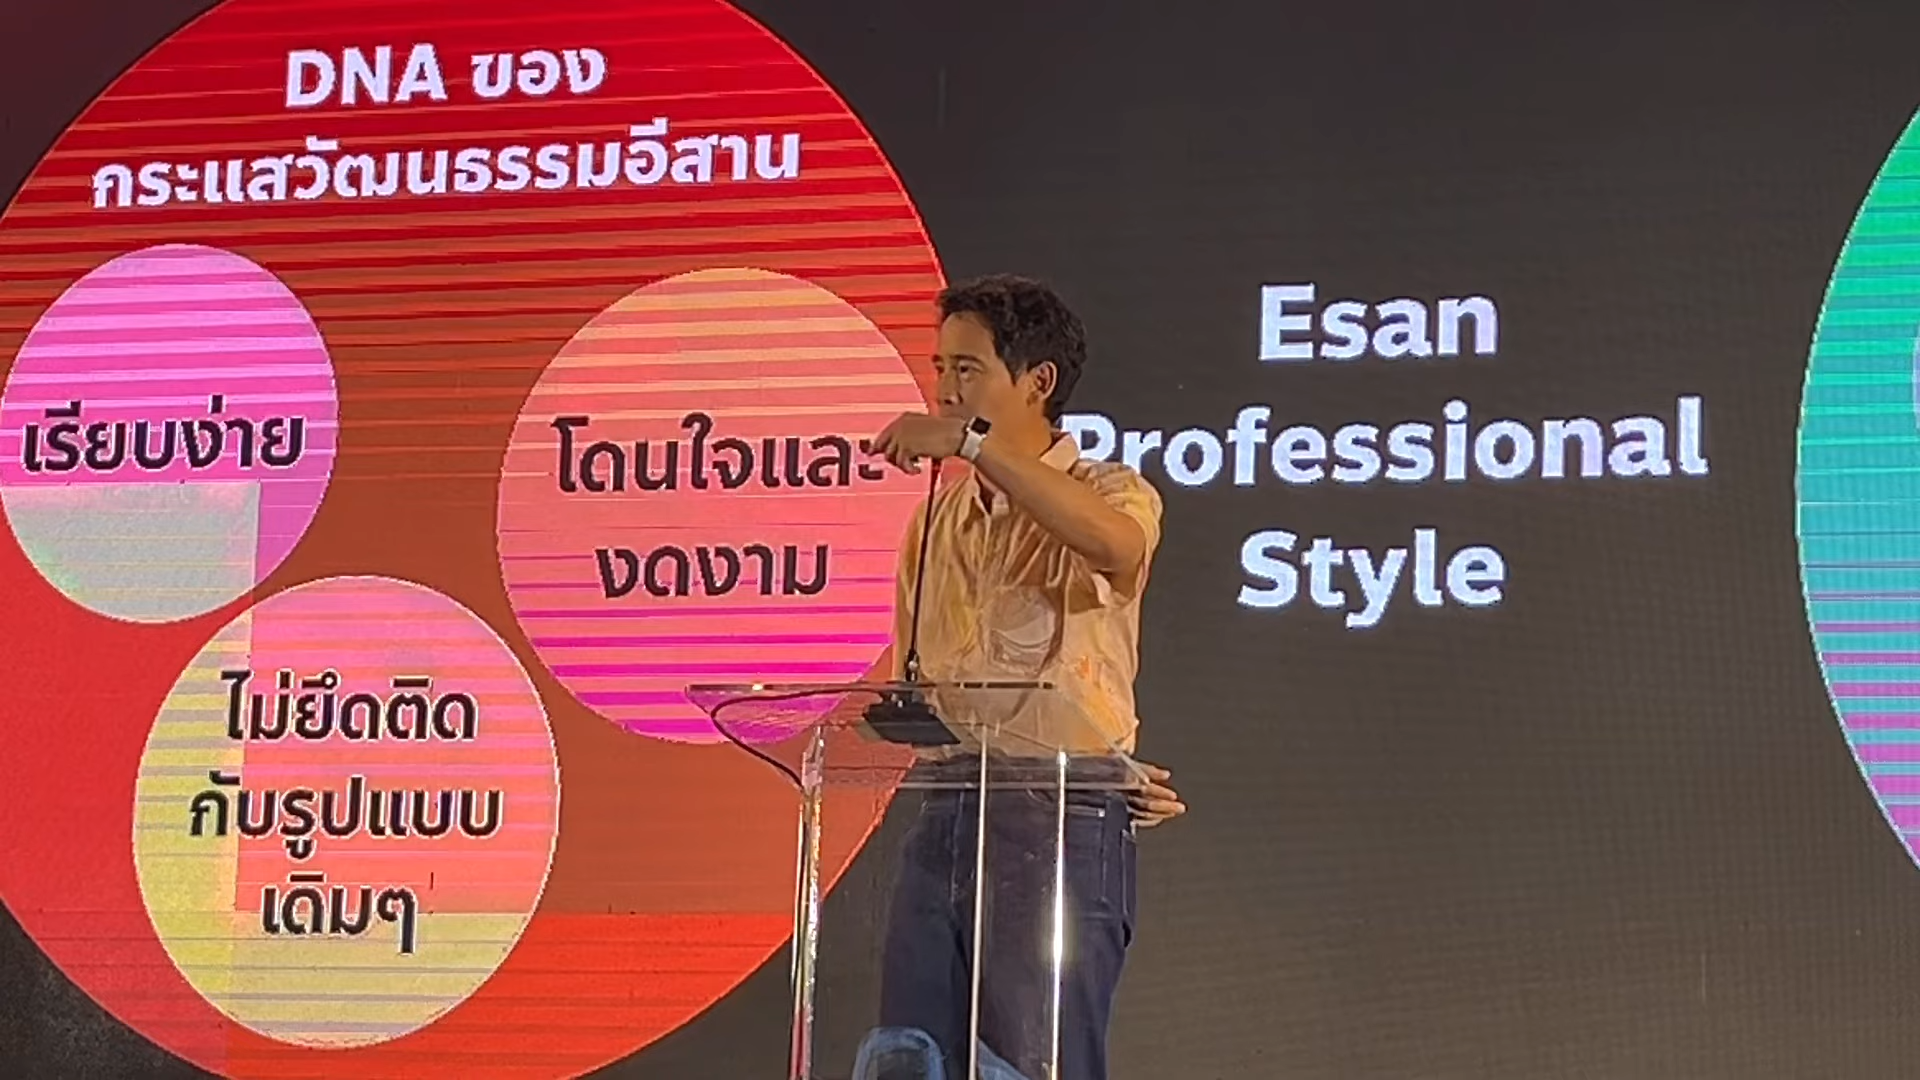 DNA ของ
กระแสวัฒนธรรมอีสาน
เรียบง่าย
โดนใจและ
งดงาม
ไม่ยึดติด
กับรูปแบบ
เดิมๆ
Esan
Professional
Style